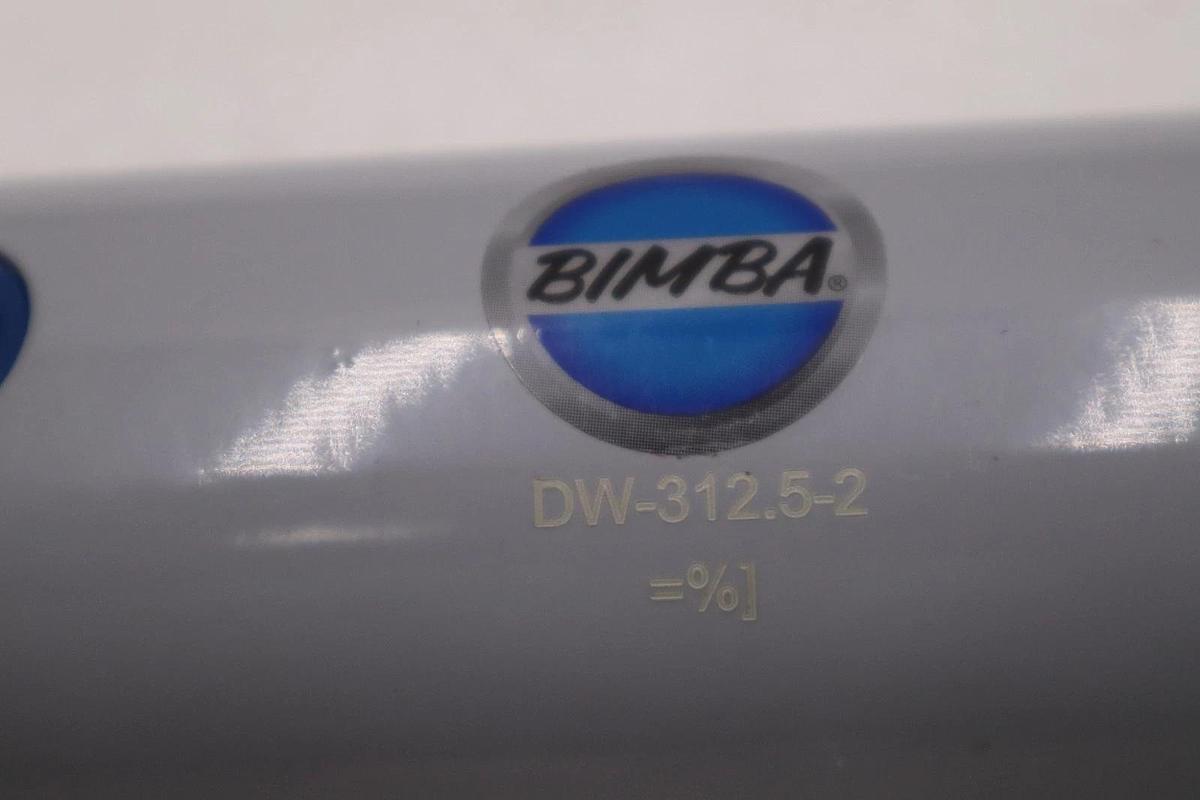 BIMBA®
DW-312.5-2
=%]